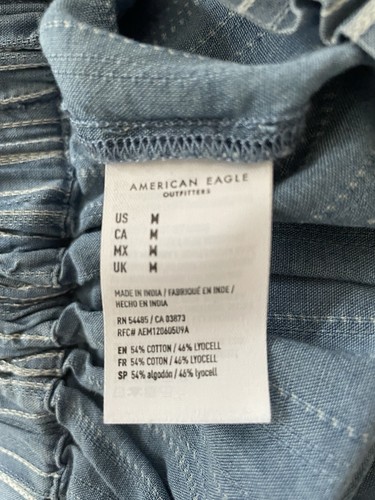 AMERICAN EAGLE
OUTFITTERS
US M
CA M
MX M
UK M
MADE IN INDIA / FABRIQUÉ EN INDE /
HECHO EN INDIA
RN 54485 / CA 03873
RFC# AEM120605U9A
EN 54% COTTON / 46% LYOCELL
FR 54% COTON / 46% LYOCELL
SP 54% algodón / 46% lyocell